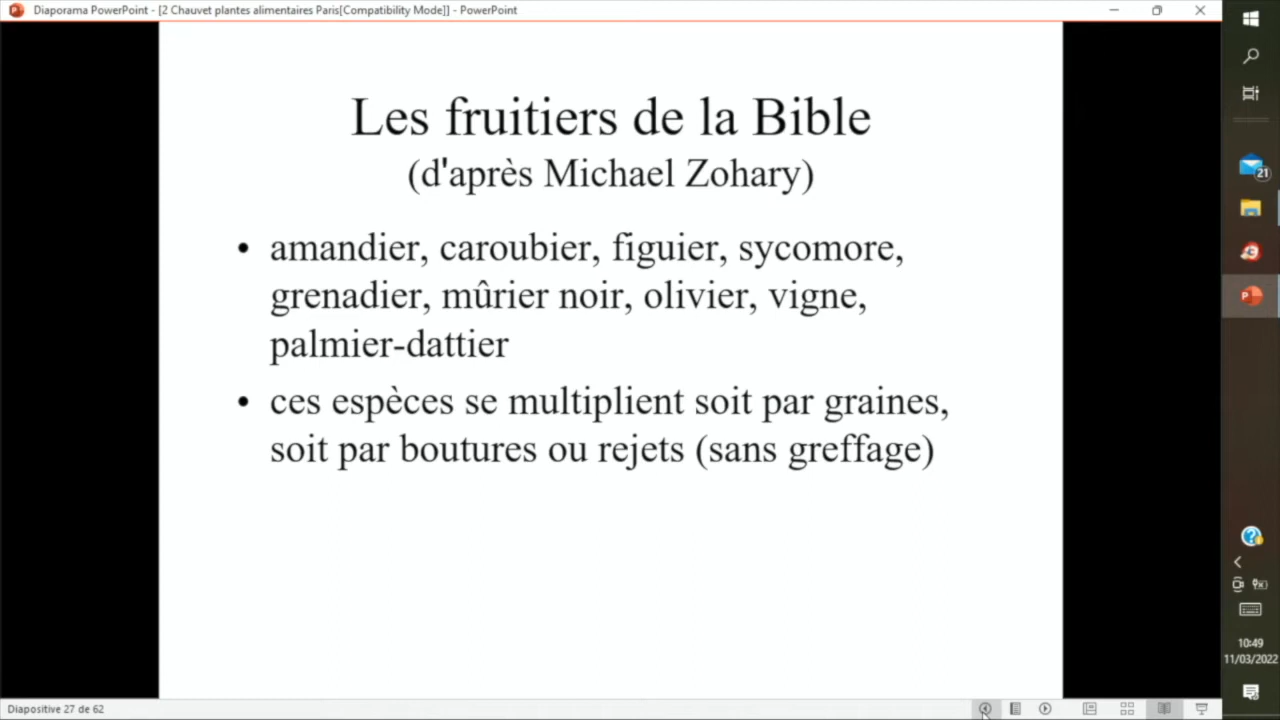 Diaporama PowerPoint - [2 Chauvet plantes alimentaires Paris[Compatibility Mode]] - PowerPoint
Les fruitiers de la Bible
(d'après Michael Zohary)
• amandier, caroubier, figuier, sycomore,
grenadier, mûrier noir, olivier, vigne,
palmier-dattier
• ces espèces se multiplient soit par graines,
soit par boutures ou rejets (sans greffage)
21
10:49
11/03/2022
Diapositive 27 de 62